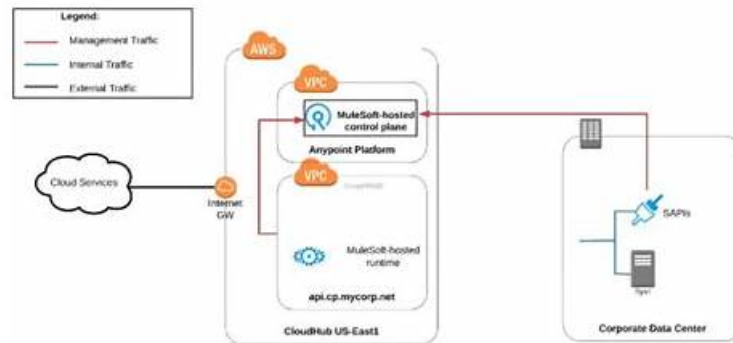 Legend:
Management Traffic
Internal Traffic
External Traffic
AWS
VPC
MuleSoft-hosted
control plane
Anypoint Platform
VPC
Cloud Services
Internet
GW
MuleSoft-hosted
runtime
api.cp.mycorp.net
CloudHub US-East1
SAPIs
Corporate Data Center